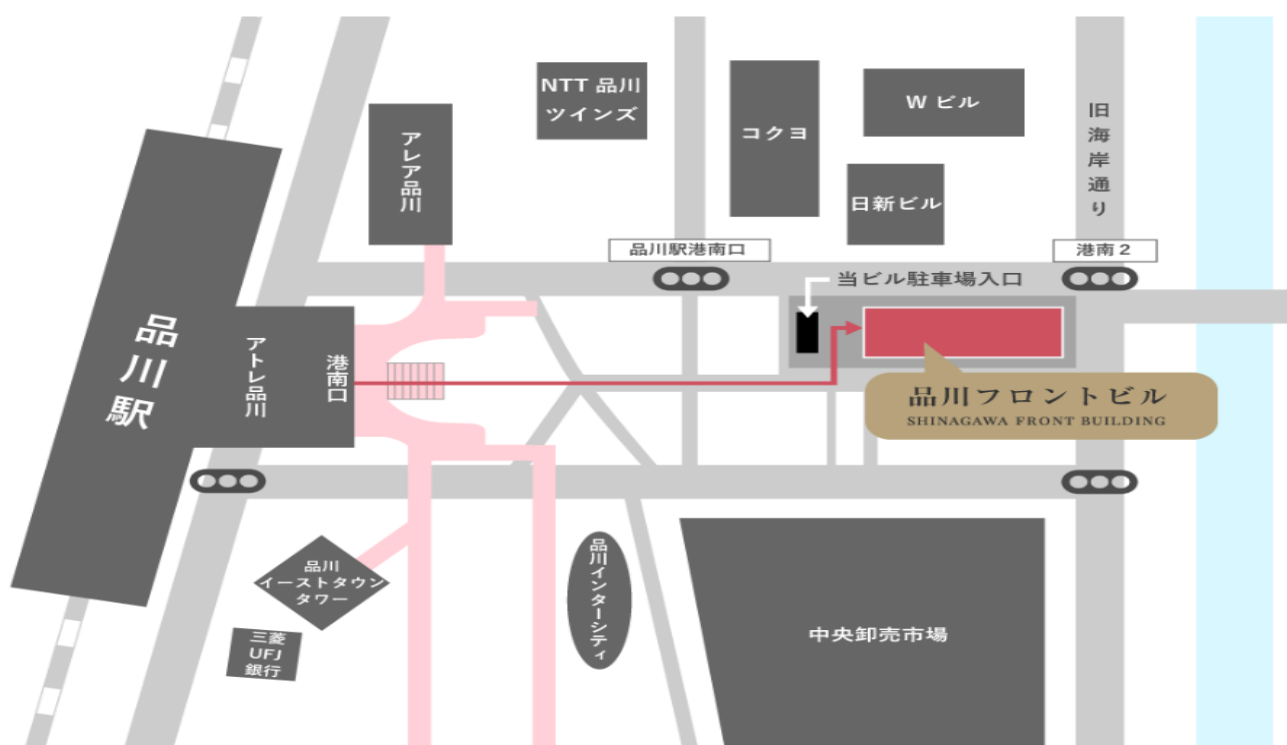 NTT 品川
ツインズ
コクヨ
W ビル
旧海岸通り
アレア品川
日新ビル
品川駅港南口
港南2
当ビル駐車場入口
品川駅
アトレ品川
港南口
品川フロントビル
SHINAGAWA FRONT BUILDING
品川
イーストタウン
タワー
品川インターシティ
三菱
UFJ
銀行
中央卸売市場